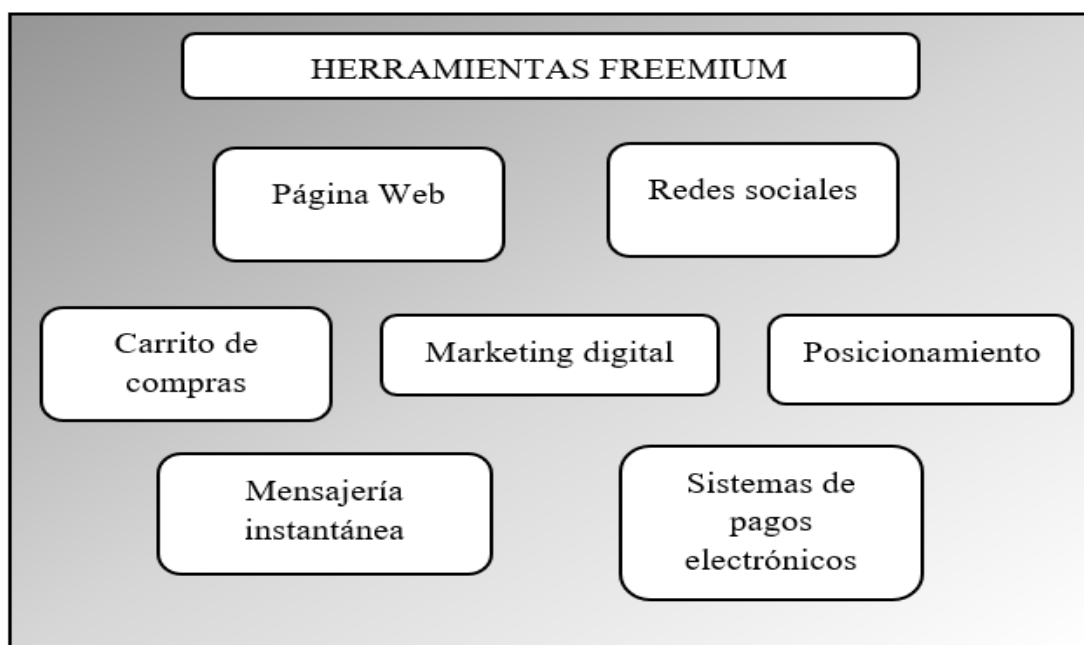 HERRAMIENTAS FREEMIUM
Página Web
Redes sociales
Carrito de
compras
Marketing digital
Posicionamiento
Mensajería
instantánea
Sistemas de
pagos
electrónicos